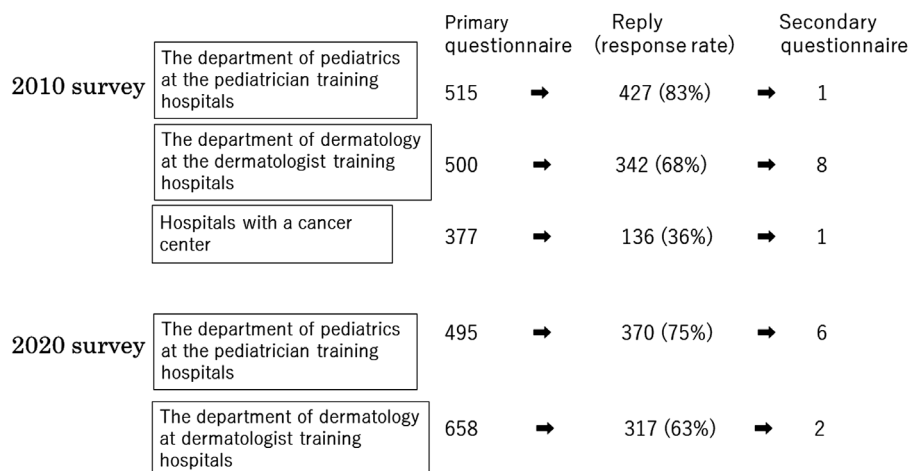 Primary questionnaire
Reply (response rate)
Secondary questionnaire
2010 survey
The department of pediatrics
at the pediatrician training
hospitals
515 ➡ 427 (83%) ➡ 1
The department of dermatology
at the dermatologist training
hospitals
500 ➡ 342 (68%) ➡ 8
Hospitals with a cancer
center
377 ➡ 136 (36%) ➡ 1
2020 survey
The department of pediatrics
at the pediatrician training
hospitals
495 ➡ 370 (75%) ➡ 6
The department of dermatology
at dermatologist training
hospitals
658 ➡ 317 (63%) ➡ 2